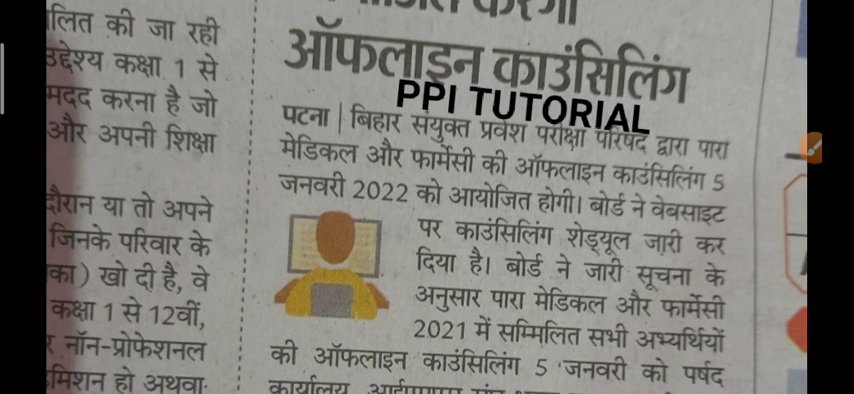 लित की जा रही
उद्देश्य कक्षा 1 से
मदद करना है जो
और अपनी शिक्षा
दौरान या तो अपने
जिनके परिवार के
का) खो दी है, वे
कक्षा 1 से 12वीं,
र नॉन-प्रोफेशनल
मिशन हो अथवा
ऑफलाइन काउंसिलिंग
PPI TUTORIAL
पटना | बिहार संयुक्त प्रवेश परीक्षा परिषद द्वारा पारा
मेडिकल और फार्मेसी की ऑफलाइन काउंसिलिंग 5
जनवरी 2022 को आयोजित होगी। बोर्ड ने वेबसाइट
पर काउंसिलिंग शेड्यूल जारी कर
दिया है। बोर्ड ने जारी सूचना के
अनुसार पारा मेडिकल और फार्मेसी
2021 में सम्मिलित सभी अभ्यर्थियों
की ऑफलाइन काउंसिलिंग 5 जनवरी को पर्षद
कार्यालय